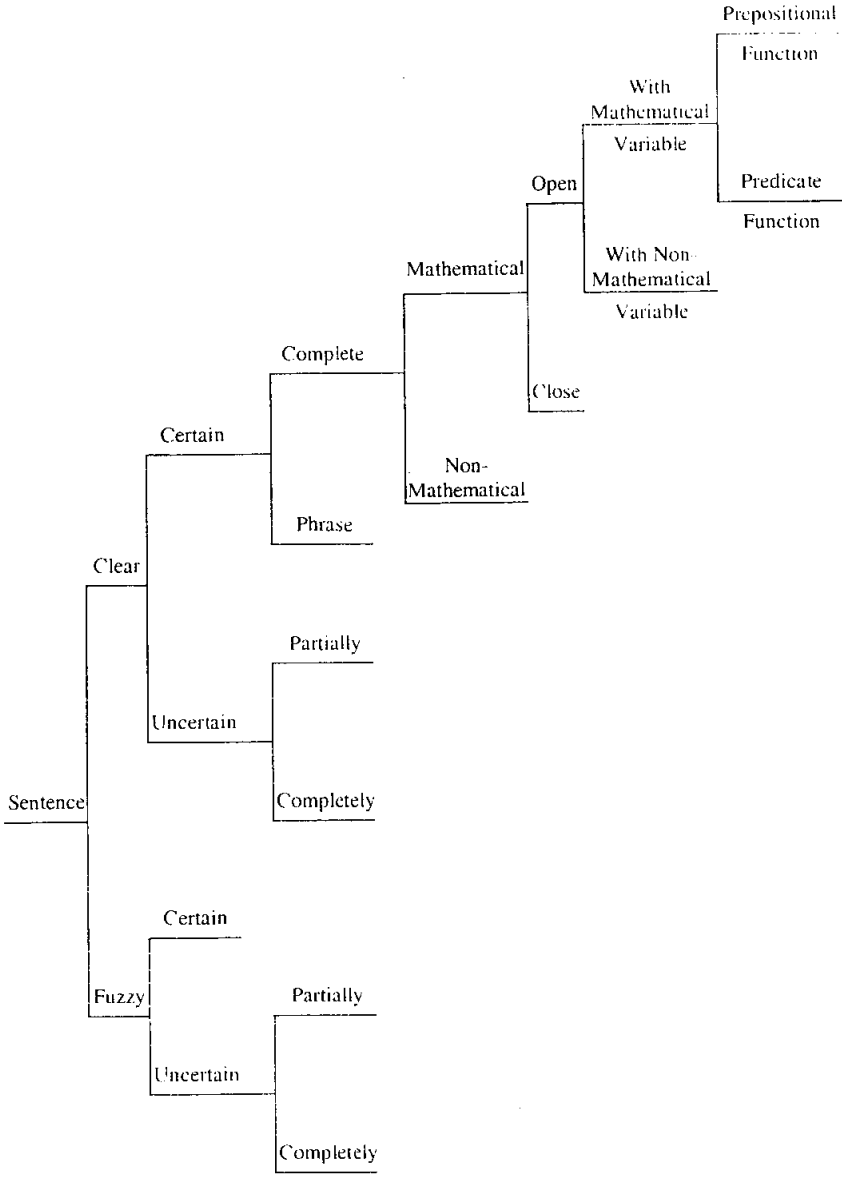 Prepositional
Function
With
Mathematical
Variable
Predicate
Function
Open
With Non-
Mathematical
Variable
Mathematical
Close
Complete
Non-
Mathematical
Certain
Phrase
Clear
Partially
Uncertain
Completely
Sentence
Certain
Fuzzy
Partially
Uncertain
Completely